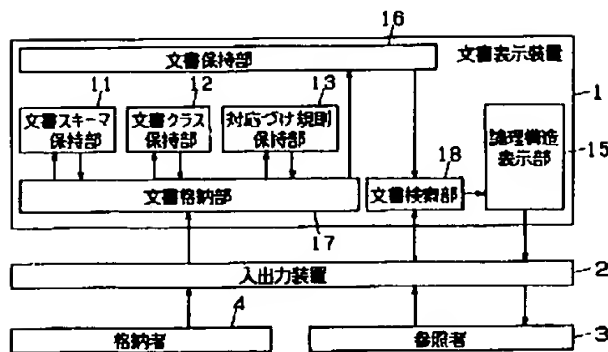 16
文書保持部
文書表示装置
11
12
13
1
文書スキーマ
保持部
文書クラス
保持部
対応づけ規則
保持部
論理構造
表示部
15
18
文書格納部
文書検索部
17
入出力装置
2
4
格納者
参照者
3